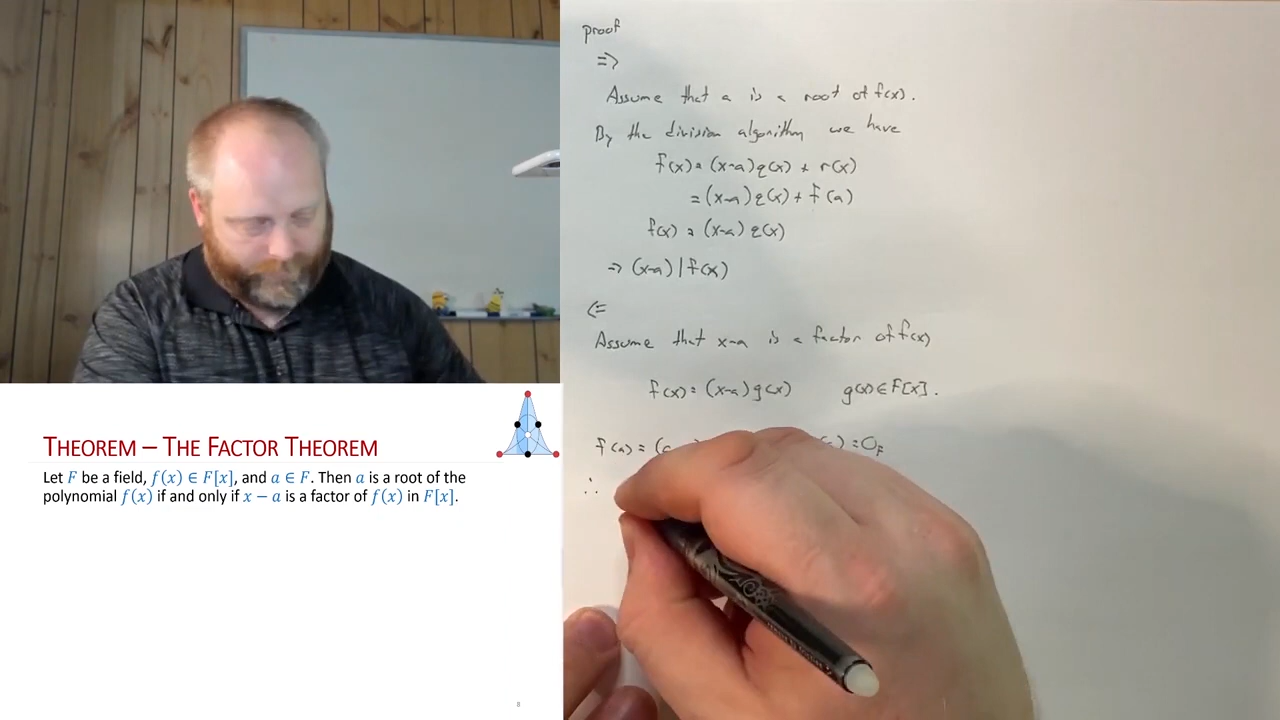 THEOREM – THE FACTOR THEOREM
Let F be a field, f(x) ∈ F[x], and a ∈ F. Then a is a root of the
polynomial f(x) if and only if x − a is a factor of f(x) in F[x].
8
proof
=>
Assume that a is a root of f(x).
By the division algorithm we have
f(x) = (x-a)q(x) + r(x)
= (x-a)q(x) + f(a)
f(x) = (x-a)q(x)
=> (x-a) | f(x)
<=
Assume that x-a is a factor of f(x)
f(x) = (x-a)g(x) g(x) ∈ F[x].
f(a) = ) = 0_F
∴